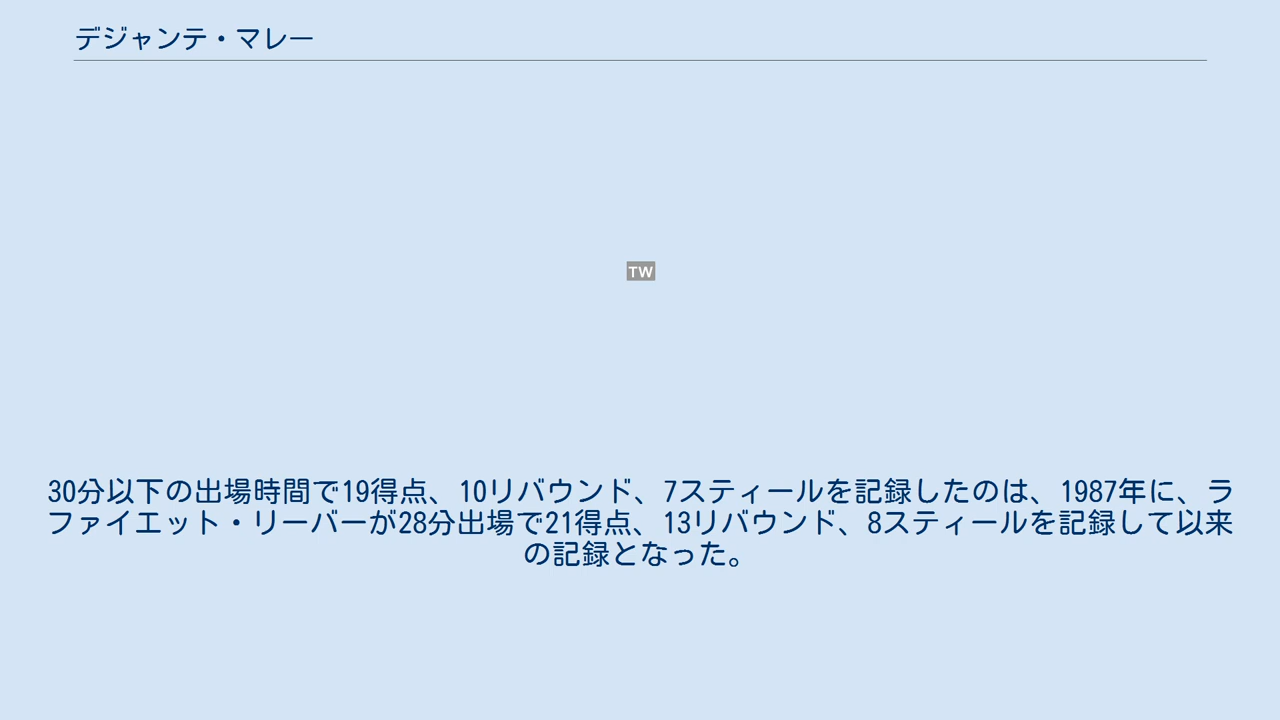 デジャンテ・マレー
TW
30分以下の出場時間で19得点、10リバウンド、7スティールを記録したのは、1987年に、ラ
ファイエット・リーバーが28分出場で21得点、13リバウンド、8スティールを記録して以来
の記録となった。